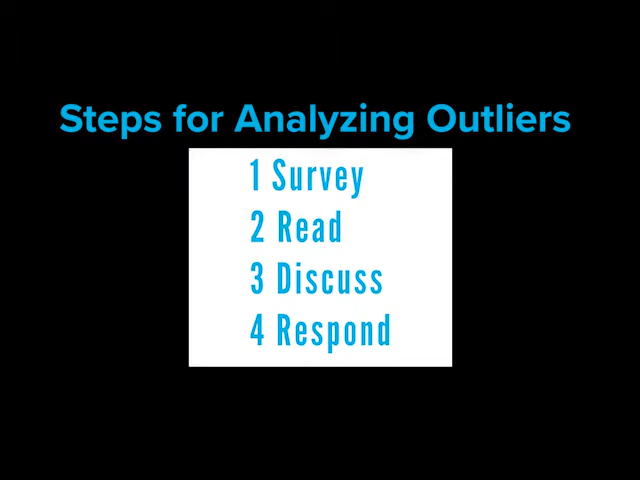 Steps for Analyzing Outliers
1 Survey
2 Read
3 Discuss
4 Respond